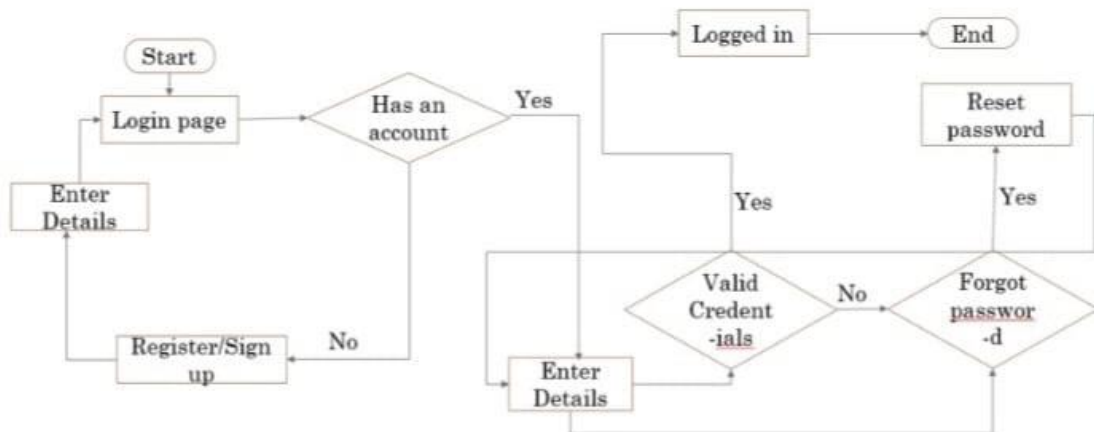 Start
Login page
Has an
account
Yes
Enter
Details
Register/Sign
up
No
Logged in
End
Reset
password
Yes
Yes
Valid
Credent
-ials
No
Forgot
passwor
-d
Enter
Details